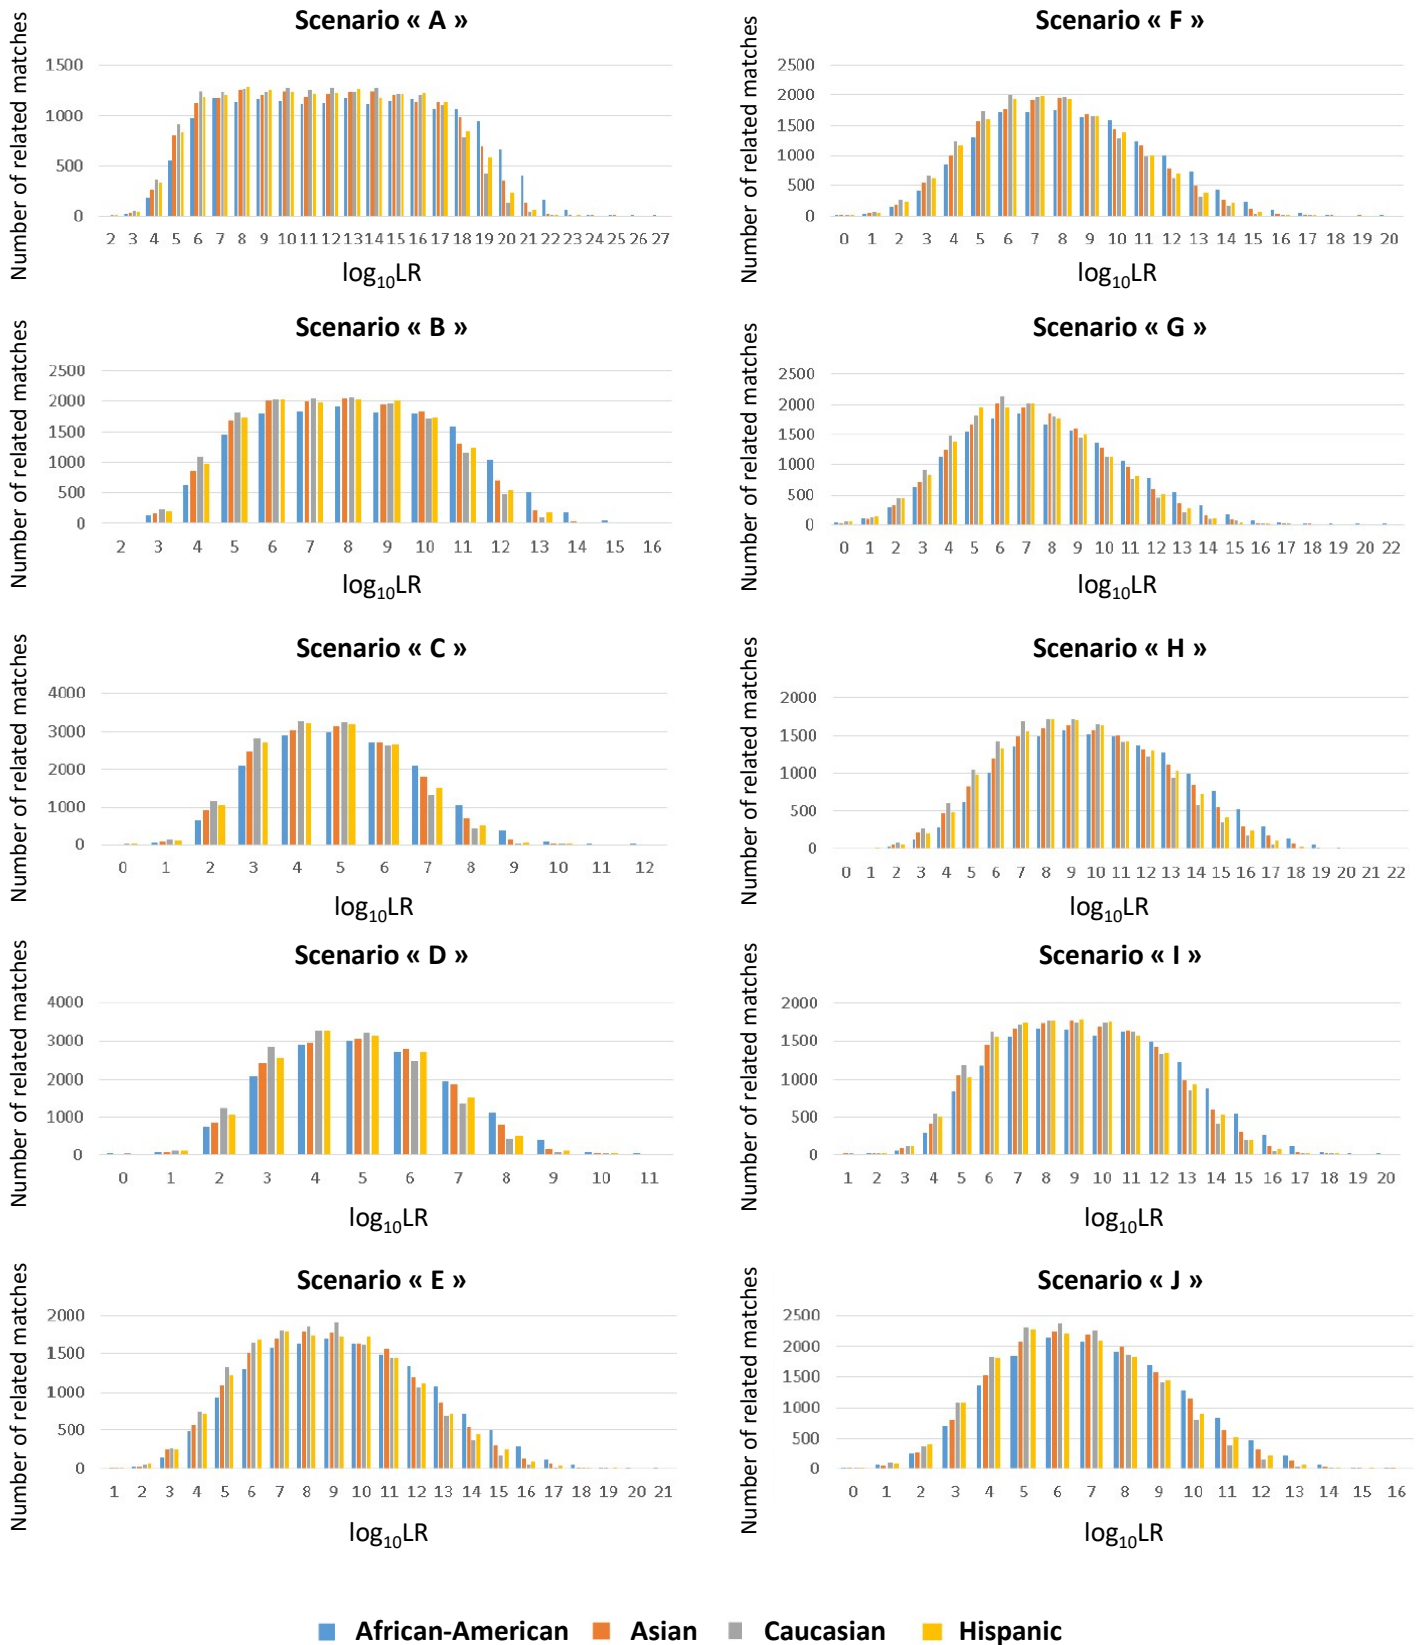 Scenario « A »
Number of related matches
1500
1000
500
0
2 3 4 5 6 7 8 9 10 11 12 13 14 15 16 17 18 19 20 21 22 23 24 25 26 27
log10LR
Scenario « B »
Number of related matches
2500
2000
1500
1000
500
0
2 3 4 5 6 7 8 9 10 11 12 13 14 15 16
log10LR
Scenario « C »
Number of related matches
4000
3000
2000
1000
0
0 1 2 3 4 5 6 7 8 9 10 11 12
log10LR
Scenario « D »
Number of related matches
4000
3000
2000
1000
0
0 1 2 3 4 5 6 7 8 9 10 11
log10LR
Scenario « E »
Number of related matches
2000
1500
1000
500
0
1 2 3 4 5 6 7 8 9 10 11 12 13 14 15 16 17 18 19 20 21
log10LR
Scenario « F »
Number of related matches
2500
2000
1500
1000
500
0
0 1 2 3 4 5 6 7 8 9 10 11 12 13 14 15 16 17 18 19 20
log10LR
Scenario « G »
Number of related matches
2500
2000
1500
1000
500
0
0 1 2 3 4 5 6 7 8 9 10 11 12 13 14 15 16 17 18 19 20 22
log10LR
Scenario « H »
Number of related matches
2000
1500
1000
500
0
0 1 2 3 4 5 6 7 8 9 10 11 12 13 14 15 16 17 18 19 20 21 22
log10LR
Scenario « I »
Number of related matches
2000
1500
1000
500
0
1 2 3 4 5 6 7 8 9 10 11 12 13 14 15 16 17 18 19 20
log10LR
Scenario « J »
Number of related matches
2500
2000
1500
1000
500
0
0 1 2 3 4 5 6 7 8 9 10 11 12 13 14 15 16
log10LR
African-American Asian Caucasian Hispanic